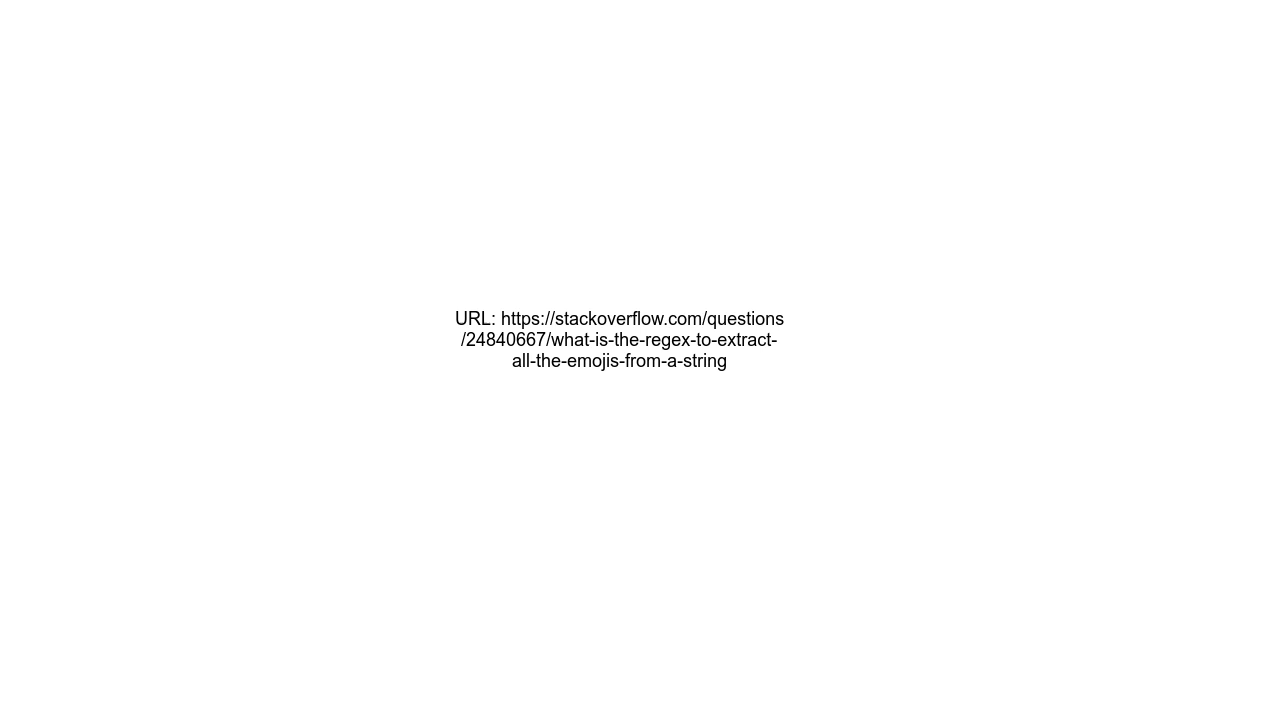 URL: https://stackoverflow.com/questions
/24840667/what-is-the-regex-to-extract-
all-the-emojis-from-a-string